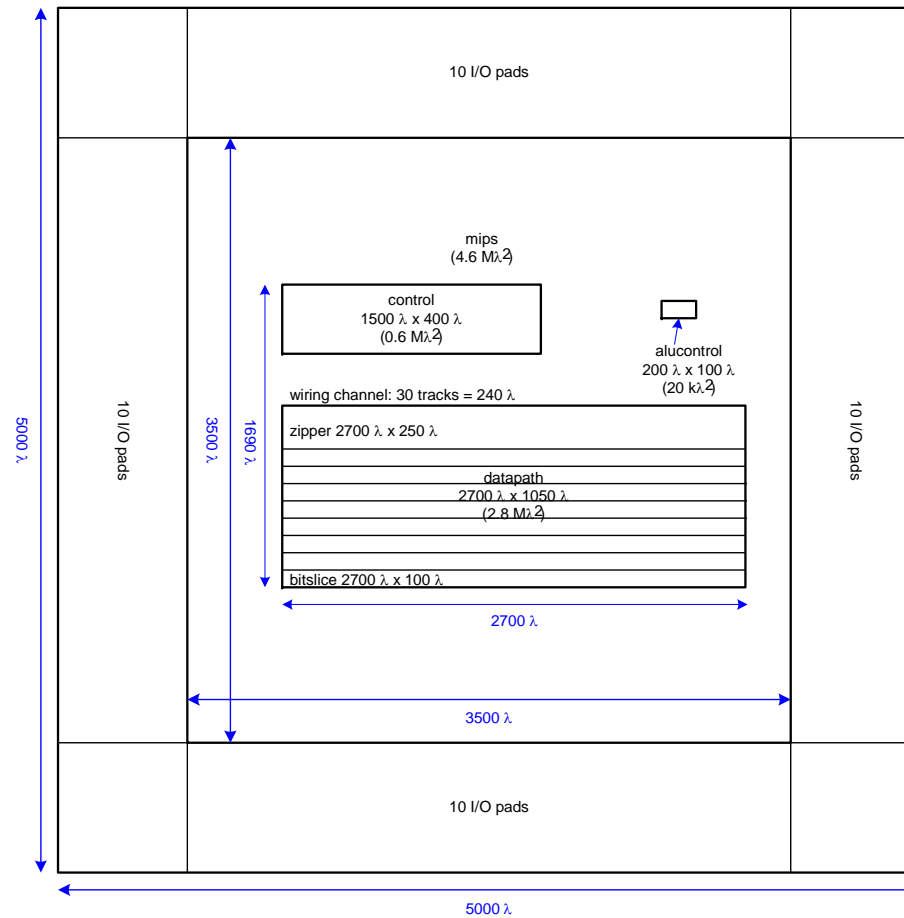 10 I/O pads
mips
(4.6 Mλ²)
control
1500 λ x 400 λ
(0.6 Mλ²)
alucontrol
200 λ x 100 λ
(20 kλ²)
wiring channel: 30 tracks = 240 λ
zipper 2700 λ x 250 λ
datapath
2700 λ x 1050 λ
(2.8 Mλ²)
bitslice 2700 λ x 100 λ
2700 λ
1690 λ
3500 λ
3500 λ
10 I/O pads
10 I/O pads
5000 λ
10 I/O pads
5000 λ